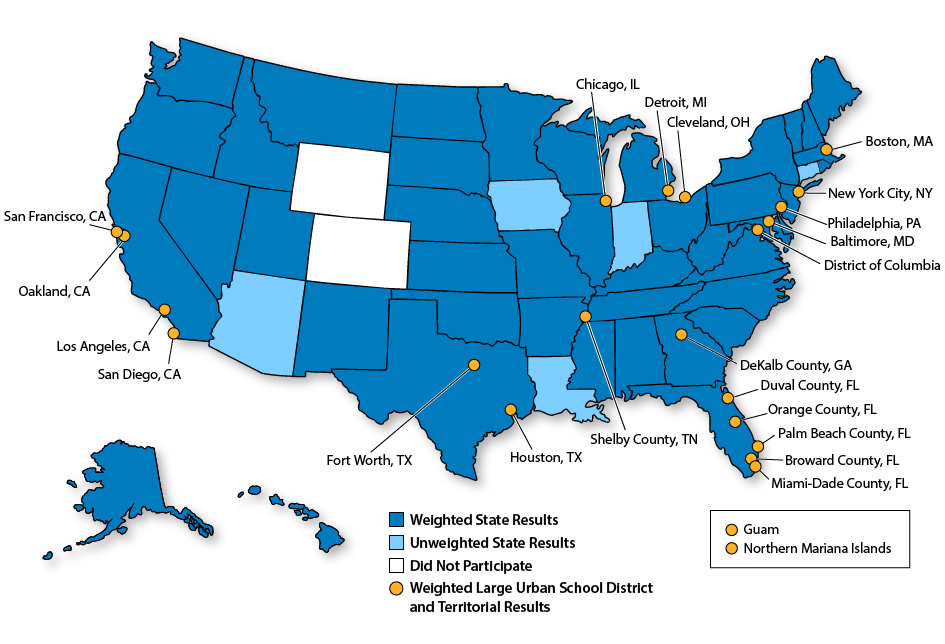 Chicago, IL
Detroit, MI
Cleveland, OH
Boston, MA
New York City, NY
San Francisco, CA
Philadelphia, PA
Baltimore, MD
District of Columbia
Oakland, CA
Los Angeles, CA
San Diego, CA
DeKalb County, GA
Duval County, FL
Orange County, FL
Palm Beach County, FL
Shelby County, TN
Fort Worth, TX
Houston, TX
Broward County, FL
Miami-Dade County, FL
Weighted State Results
Unweighted State Results
Did Not Participate
Weighted Large Urban School District
and Territorial Results
Guam
Northern Mariana Islands